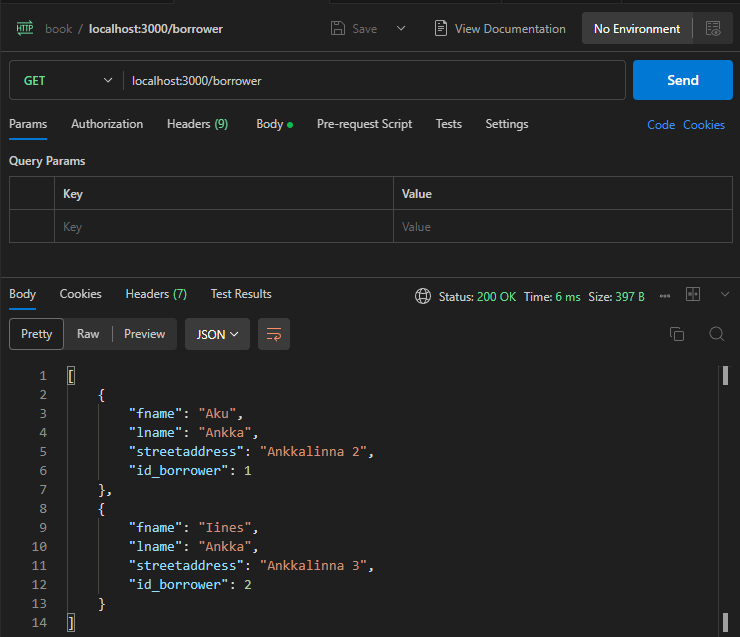 HTTP book / localhost:3000/borrower Save View Documentation No Environment
GET localhost:3000/borrower Send
Params Authorization Headers (9) Body Pre-request Script Tests Settings Code Cookies
Query Params
Key Value
Key Value
Body Cookies Headers (7) Test Results Status: 200 OK Time: 6 ms Size: 397 B
Pretty Raw Preview JSON
1 [
2 {
3 "fname": "Aku",
4 "lname": "Ankka",
5 "streetaddress": "Ankkalinna 2",
6 "id_borrower": 1
7 },
8 {
9 "fname": "Iines",
10 "lname": "Ankka",
11 "streetaddress": "Ankkalinna 3",
12 "id_borrower": 2
13 }
14 ]